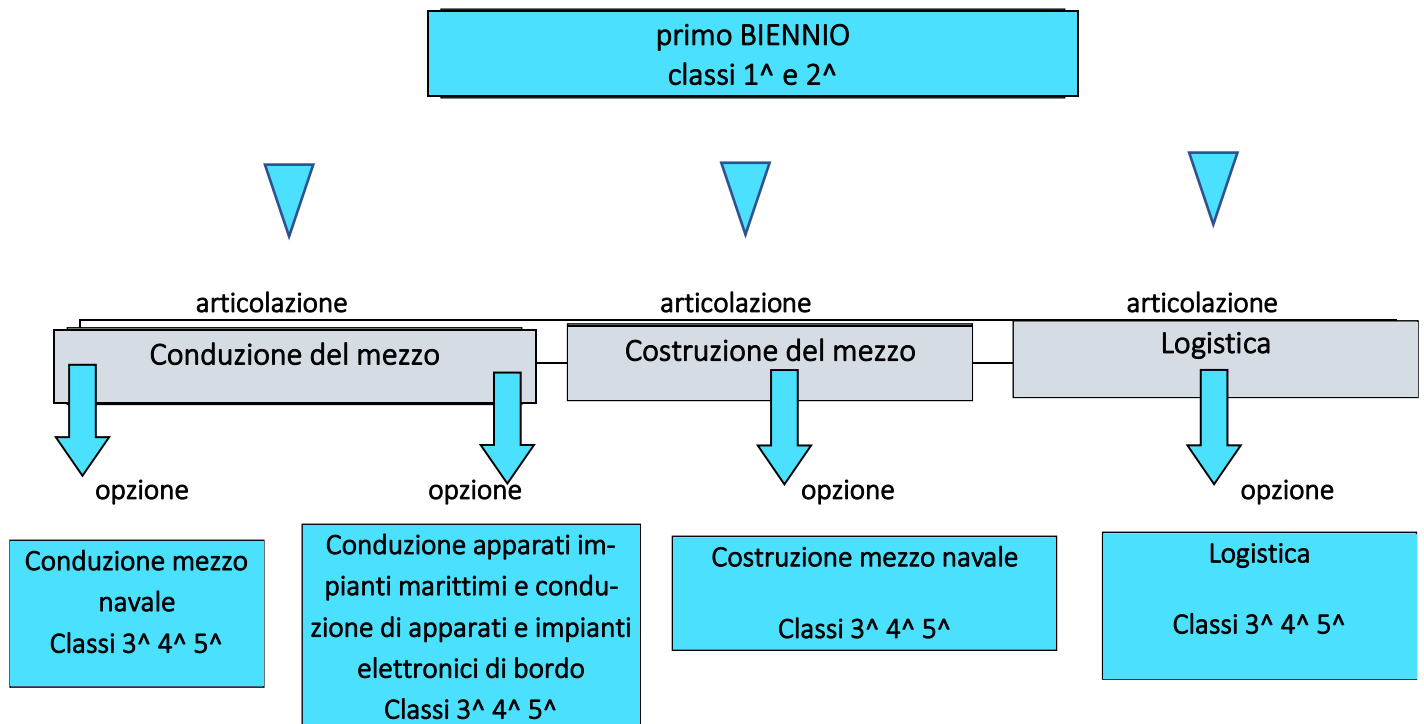 primo BIENNIO
classi 1^ e 2^
articolazione
articolazione
articolazione
Conduzione del mezzo
Costruzione del mezzo
Logistica
opzione
opzione
opzione
opzione
Conduzione mezzo
navale
Classi 3^ 4^ 5^
Conduzione apparati im-
pianti marittimi e condu-
zione di apparati e impianti
elettronici di bordo
Classi 3^ 4^ 5^
Costruzione mezzo navale
Classi 3^ 4^ 5^
Logistica
Classi 3^ 4^ 5^